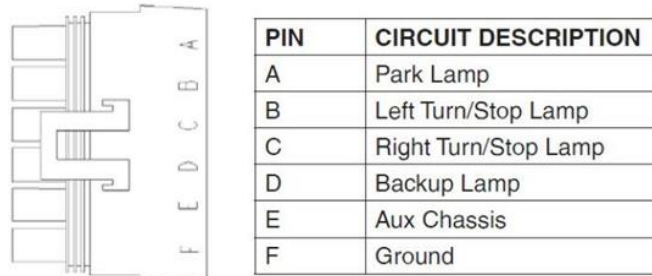 A
B
C
D
E
F
PIN CIRCUIT DESCRIPTION
A Park Lamp
B Left Turn/Stop Lamp
C Right Turn/Stop Lamp
D Backup Lamp
E Aux Chassis
F Ground